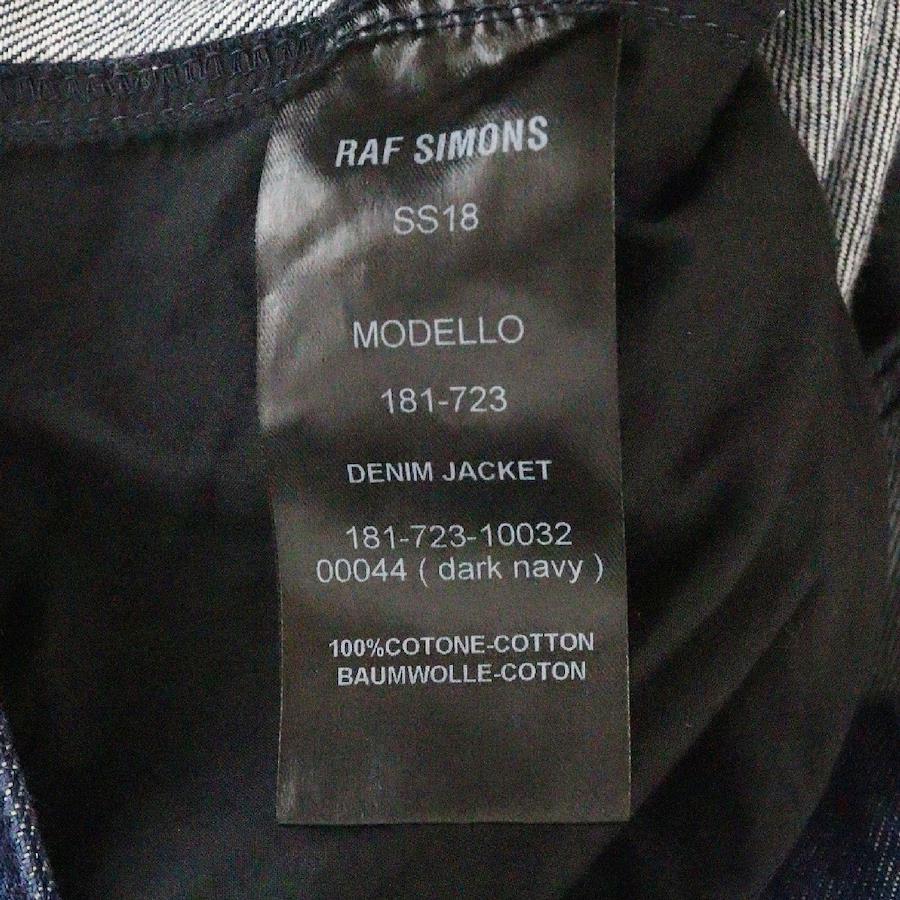 RAF SIMONS
SS18
MODELLO
181-723
DENIM JACKET
181-723-10032
00044 ( dark navy )
100%COTONE-COTTON
BAUMWOLLE-COTON